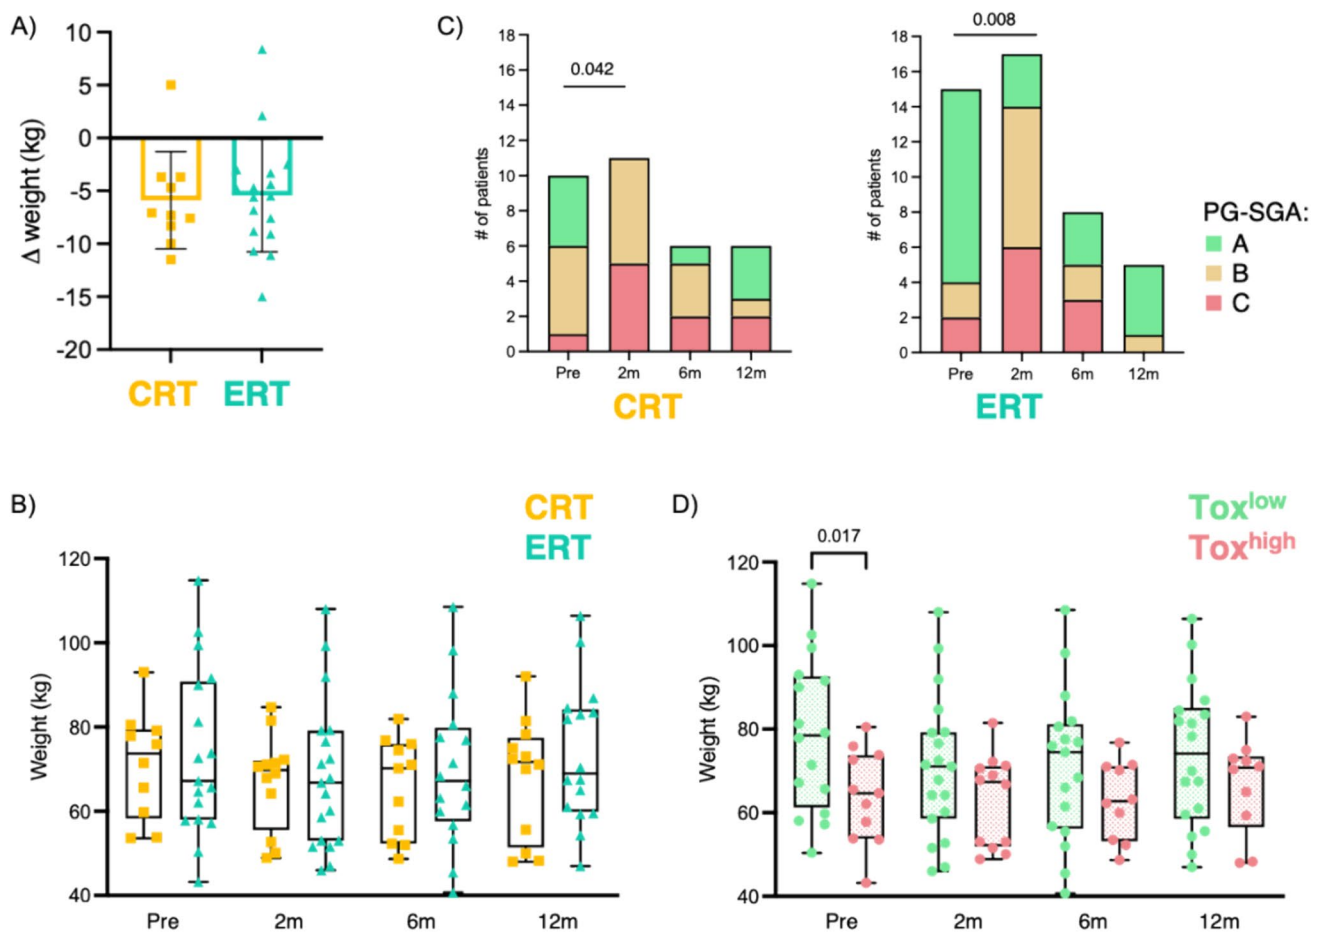 A)
10
5
0
-5
-10
-15
-20
Δ weight (kg)
CRT ERT
C)
18
16
14
12
10
8
6
4
2
0
# of patients
0.042
Pre 2m 6m 12m
CRT
18
16
14
12
10
8
6
4
2
0
# of patients
0.008
Pre 2m 6m 12m
ERT
PG-SGA:
A
B
C
B)
CRT
ERT
120
100
80
60
40
Weight (kg)
Pre 2m 6m 12m
D)
Toxlow
Toxhigh
0.017
120
100
80
60
40
Weight (kg)
Pre 2m 6m 12m